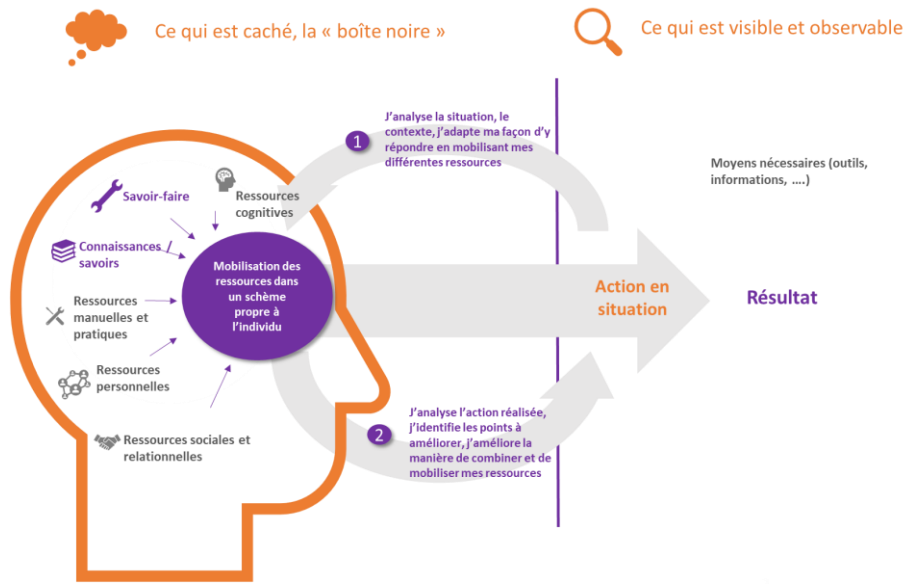 Ce qui est caché, la « boîte noire »
Ce qui est visible et observable
1
J'analyse la situation, le
contexte, j'adapte ma façon d'y
répondre en mobilisant mes
différentes ressources
Moyens nécessaires (outils,
informations, ....)
Savoir-faire
Ressources
cognitives
Connaissances /
savoirs
Mobilisation des
ressources dans
un schème
propre à
l'individu
Ressources
manuelles et
pratiques
Action en
situation
Résultat
Ressources
personnelles
Ressources sociales et
relationnelles
2
J'analyse l'action réalisée,
j'identifie les points à
améliorer, j'améliore la
manière de combiner et de
mobiliser mes ressources